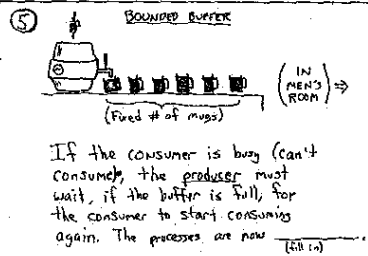 5
BOUNDED BUFFER
(IN MEN'S ROOM) ⇒
(Fixed # of mugs)
If the consumer is busy (can't
consume), the producer must
wait, if the buffer is full, for
the consumer to start consuming
again. The processes are now ______.
(fill in)